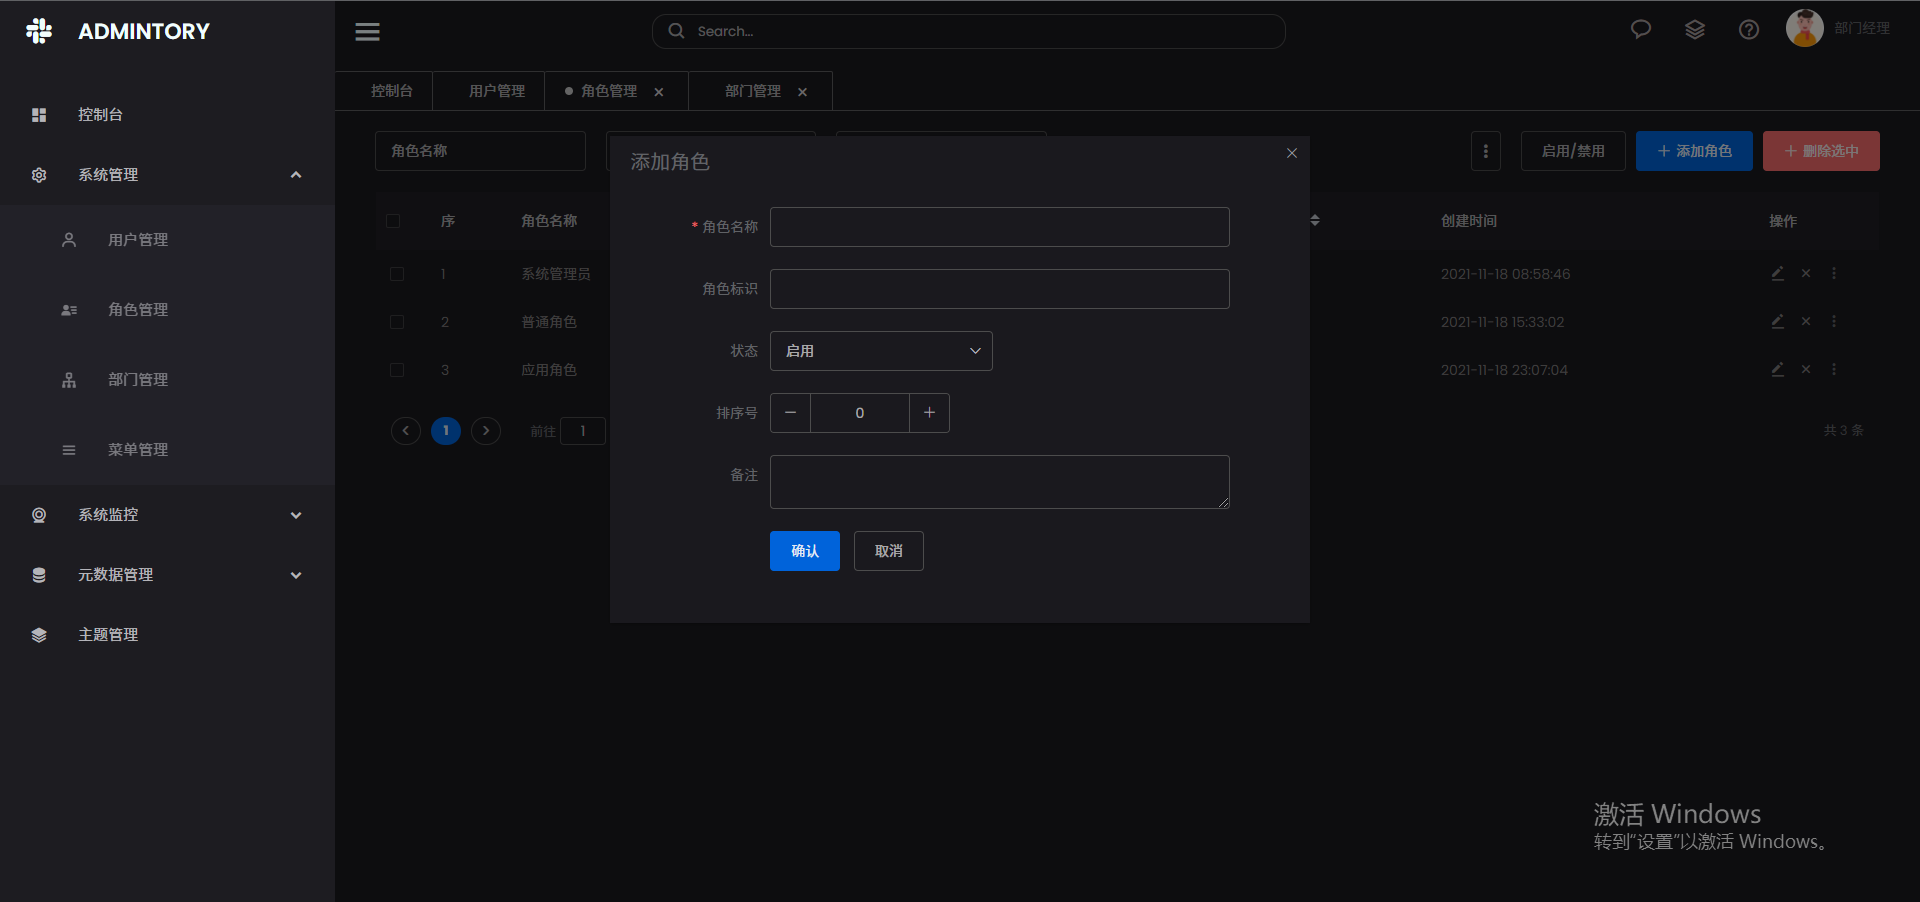 ADMINTORY
Search...
部门经理
控制台
用户管理
角色管理
部门管理
控制台
系统管理
用户管理
角色管理
部门管理
菜单管理
系统监控
元数据管理
主题管理
角色名称
启用/禁用
添加角色
删除选中
序
角色名称
创建时间
操作
1
系统管理员
2021-11-18 08:58:46
2
普通角色
2021-11-18 15:33:02
3
应用角色
2021-11-18 23:07:04
1
前往
1
共 3 条
添加角色
* 角色名称
角色标识
状态
启用
排序号
0
备注
确认
取消
激活 Windows
转到“设置”以激活 Windows。